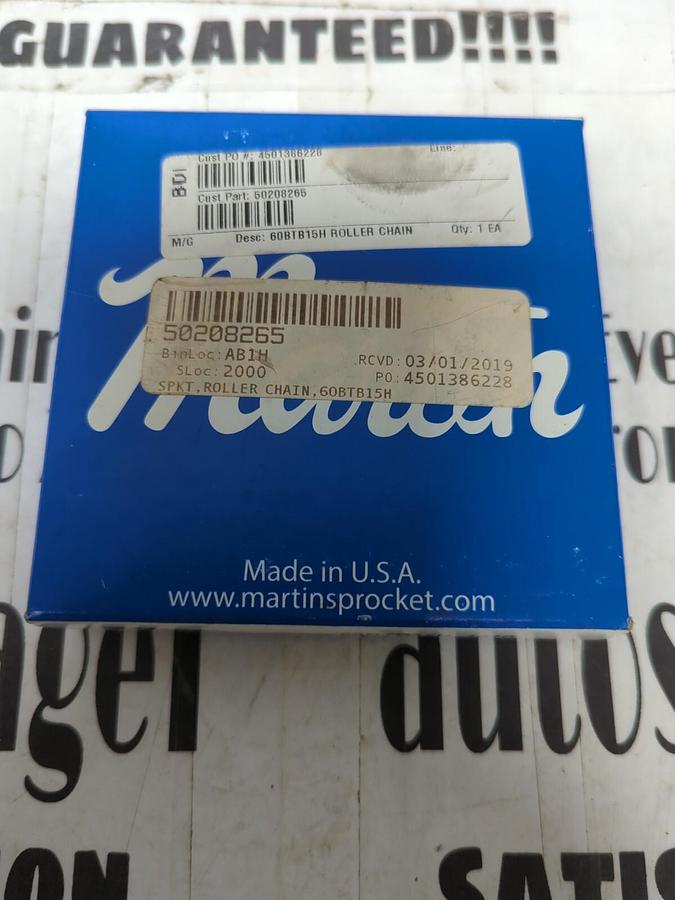 GUARANTEED!!!!
BDI
Cust PO #: 4501386228
Line:
Cust Part: 50208265
M/G Desc: 60BTB15H ROLLER CHAIN Qty: 1 EA
Martin
50208265
BinLoc: AB1H RCVD: 03/01/2019
SLoc: 2000 PO: 4501386228
SPKT,ROLLER CHAIN,60BTB15H
Made in U.S.A.
www.martinsprocket.com